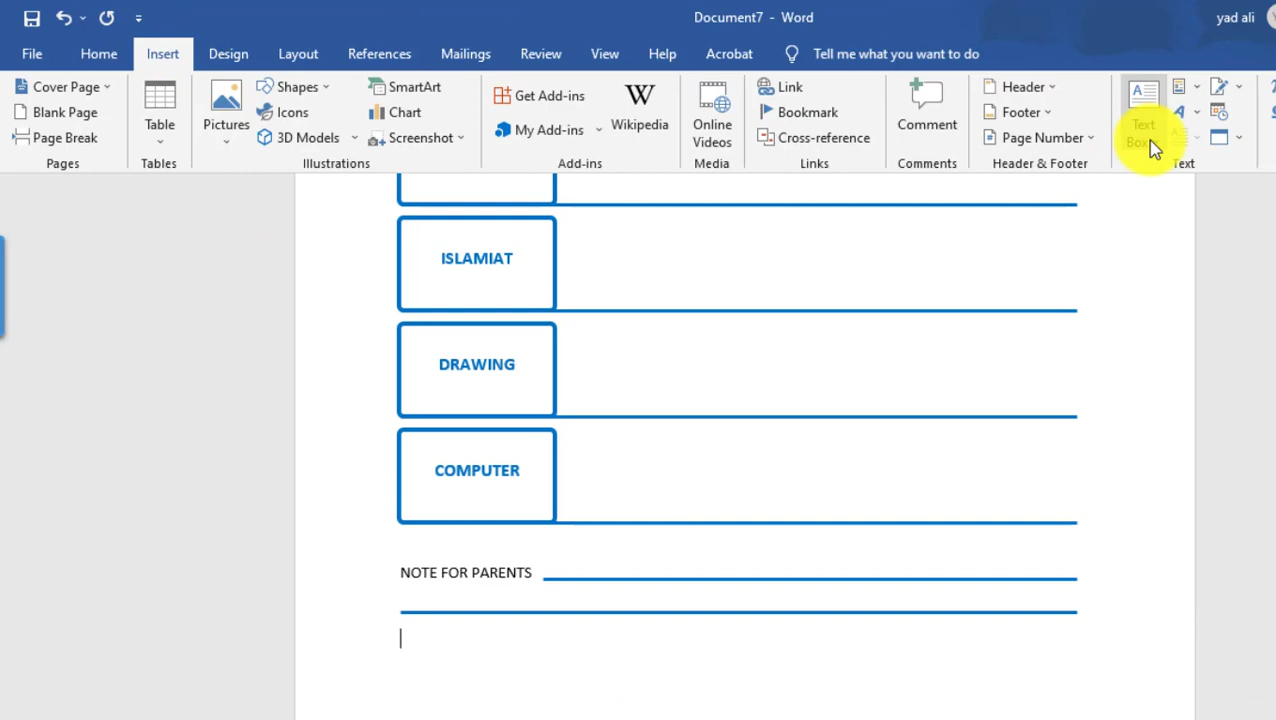 Document7 - Word
yad ali
File Home Insert Design Layout References Mailings Review View Help Acrobat Tell me what you want to do
Cover Page
Blank Page
Page Break
Pages
Table
Tables
Pictures
Shapes
Icons
3D Models
SmartArt
Chart
Screenshot
Illustrations
Get Add-ins
My Add-ins
Wikipedia
Add-ins
Online
Videos
Media
Link
Bookmark
Cross-reference
Links
Comment
Comments
Header
Footer
Page Number
Header & Footer
Text
Box
Text
ISLAMIAT
DRAWING
COMPUTER
NOTE FOR PARENTS